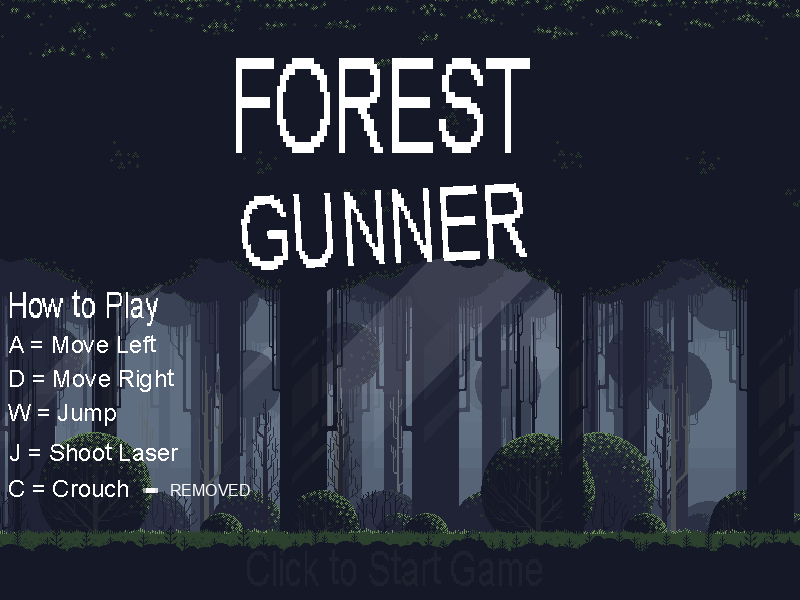 FOREST
GUNNER
How to Play
A = Move Left
D = Move Right
W = Jump
J = Shoot Laser
C = Crouch - REMOVED
Click to Start Game